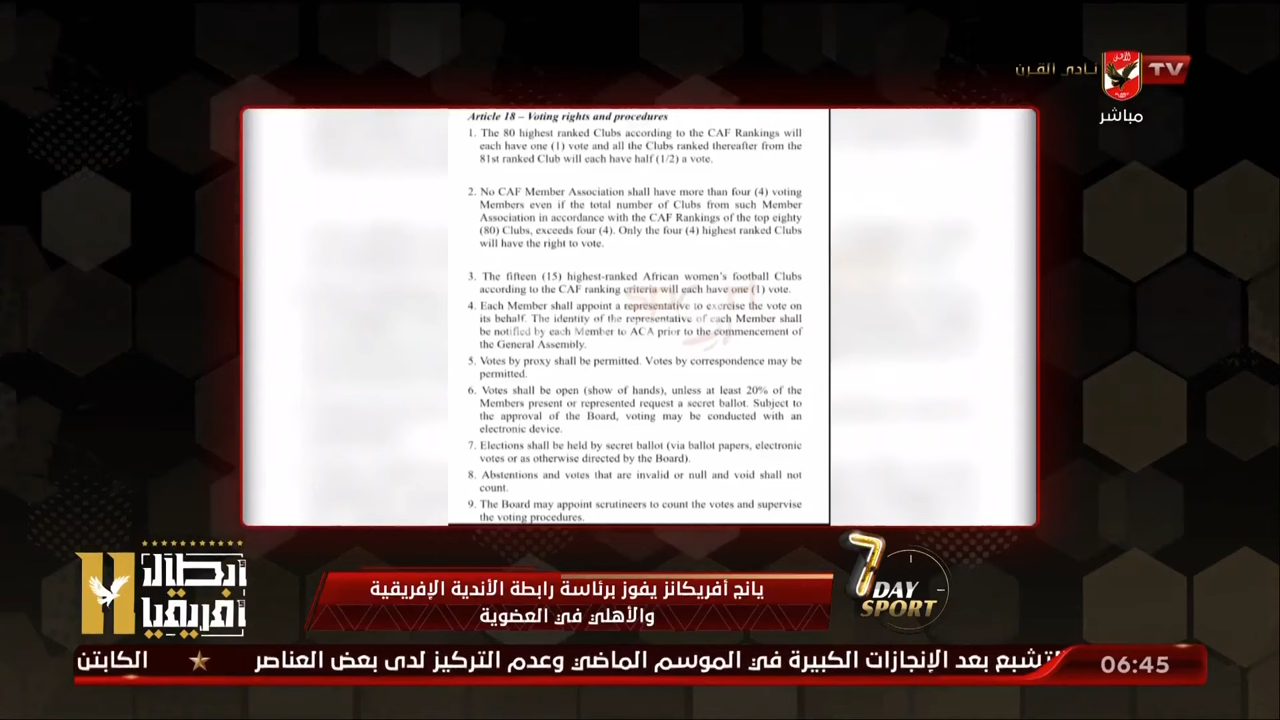 نادي القرن
TV
مباشر
Article 18 – Voting rights and procedures
1. The 80 highest ranked Clubs according to the CAF Rankings will
each have one (1) vote and all the Clubs ranked thereafter from the
81st ranked Club will each have half (1/2) a vote.
2. No CAF Member Association shall have more than four (4) voting
Members even if the total number of Clubs from such Member
Association in accordance with the CAF Rankings of the top eighty
(80) Clubs, exceeds four (4). Only the four (4) highest ranked Clubs
will have the right to vote.
3. The fifteen (15) highest-ranked African women's football Clubs
according to the CAF ranking criteria will each have one (1) vote.
4. Each Member shall appoint a representative to exercise the vote on
its behalf. The identity of the representative of each Member shall
be notified by each Member to ACA prior to the commencement of
the General Assembly.
5. Votes by proxy shall be permitted. Votes by correspondence may be
permitted.
6. Votes shall be open (show of hands), unless at least 20% of the
Members present or represented request a secret ballot. Subject to
the approval of the Board, voting may be conducted with an
electronic device.
7. Elections shall be held by secret ballot (via ballot papers, electronic
votes or as otherwise directed by the Board).
8. Abstentions and votes that are invalid or null and void shall not
count.
9. The Board may appoint scrutineers to count the votes and supervise
the voting procedures.
أبطال
أفريقيا
يانج أفريكانز يفوز برئاسة رابطة الأندية الإفريقية
والأهلي في العضوية
7
DAY
SPORT
التشبع بعد الإنجازات الكبيرة في الموسم الماضي وعدم التركيز لدى بعض العناصر ★ الكابتن
06:45